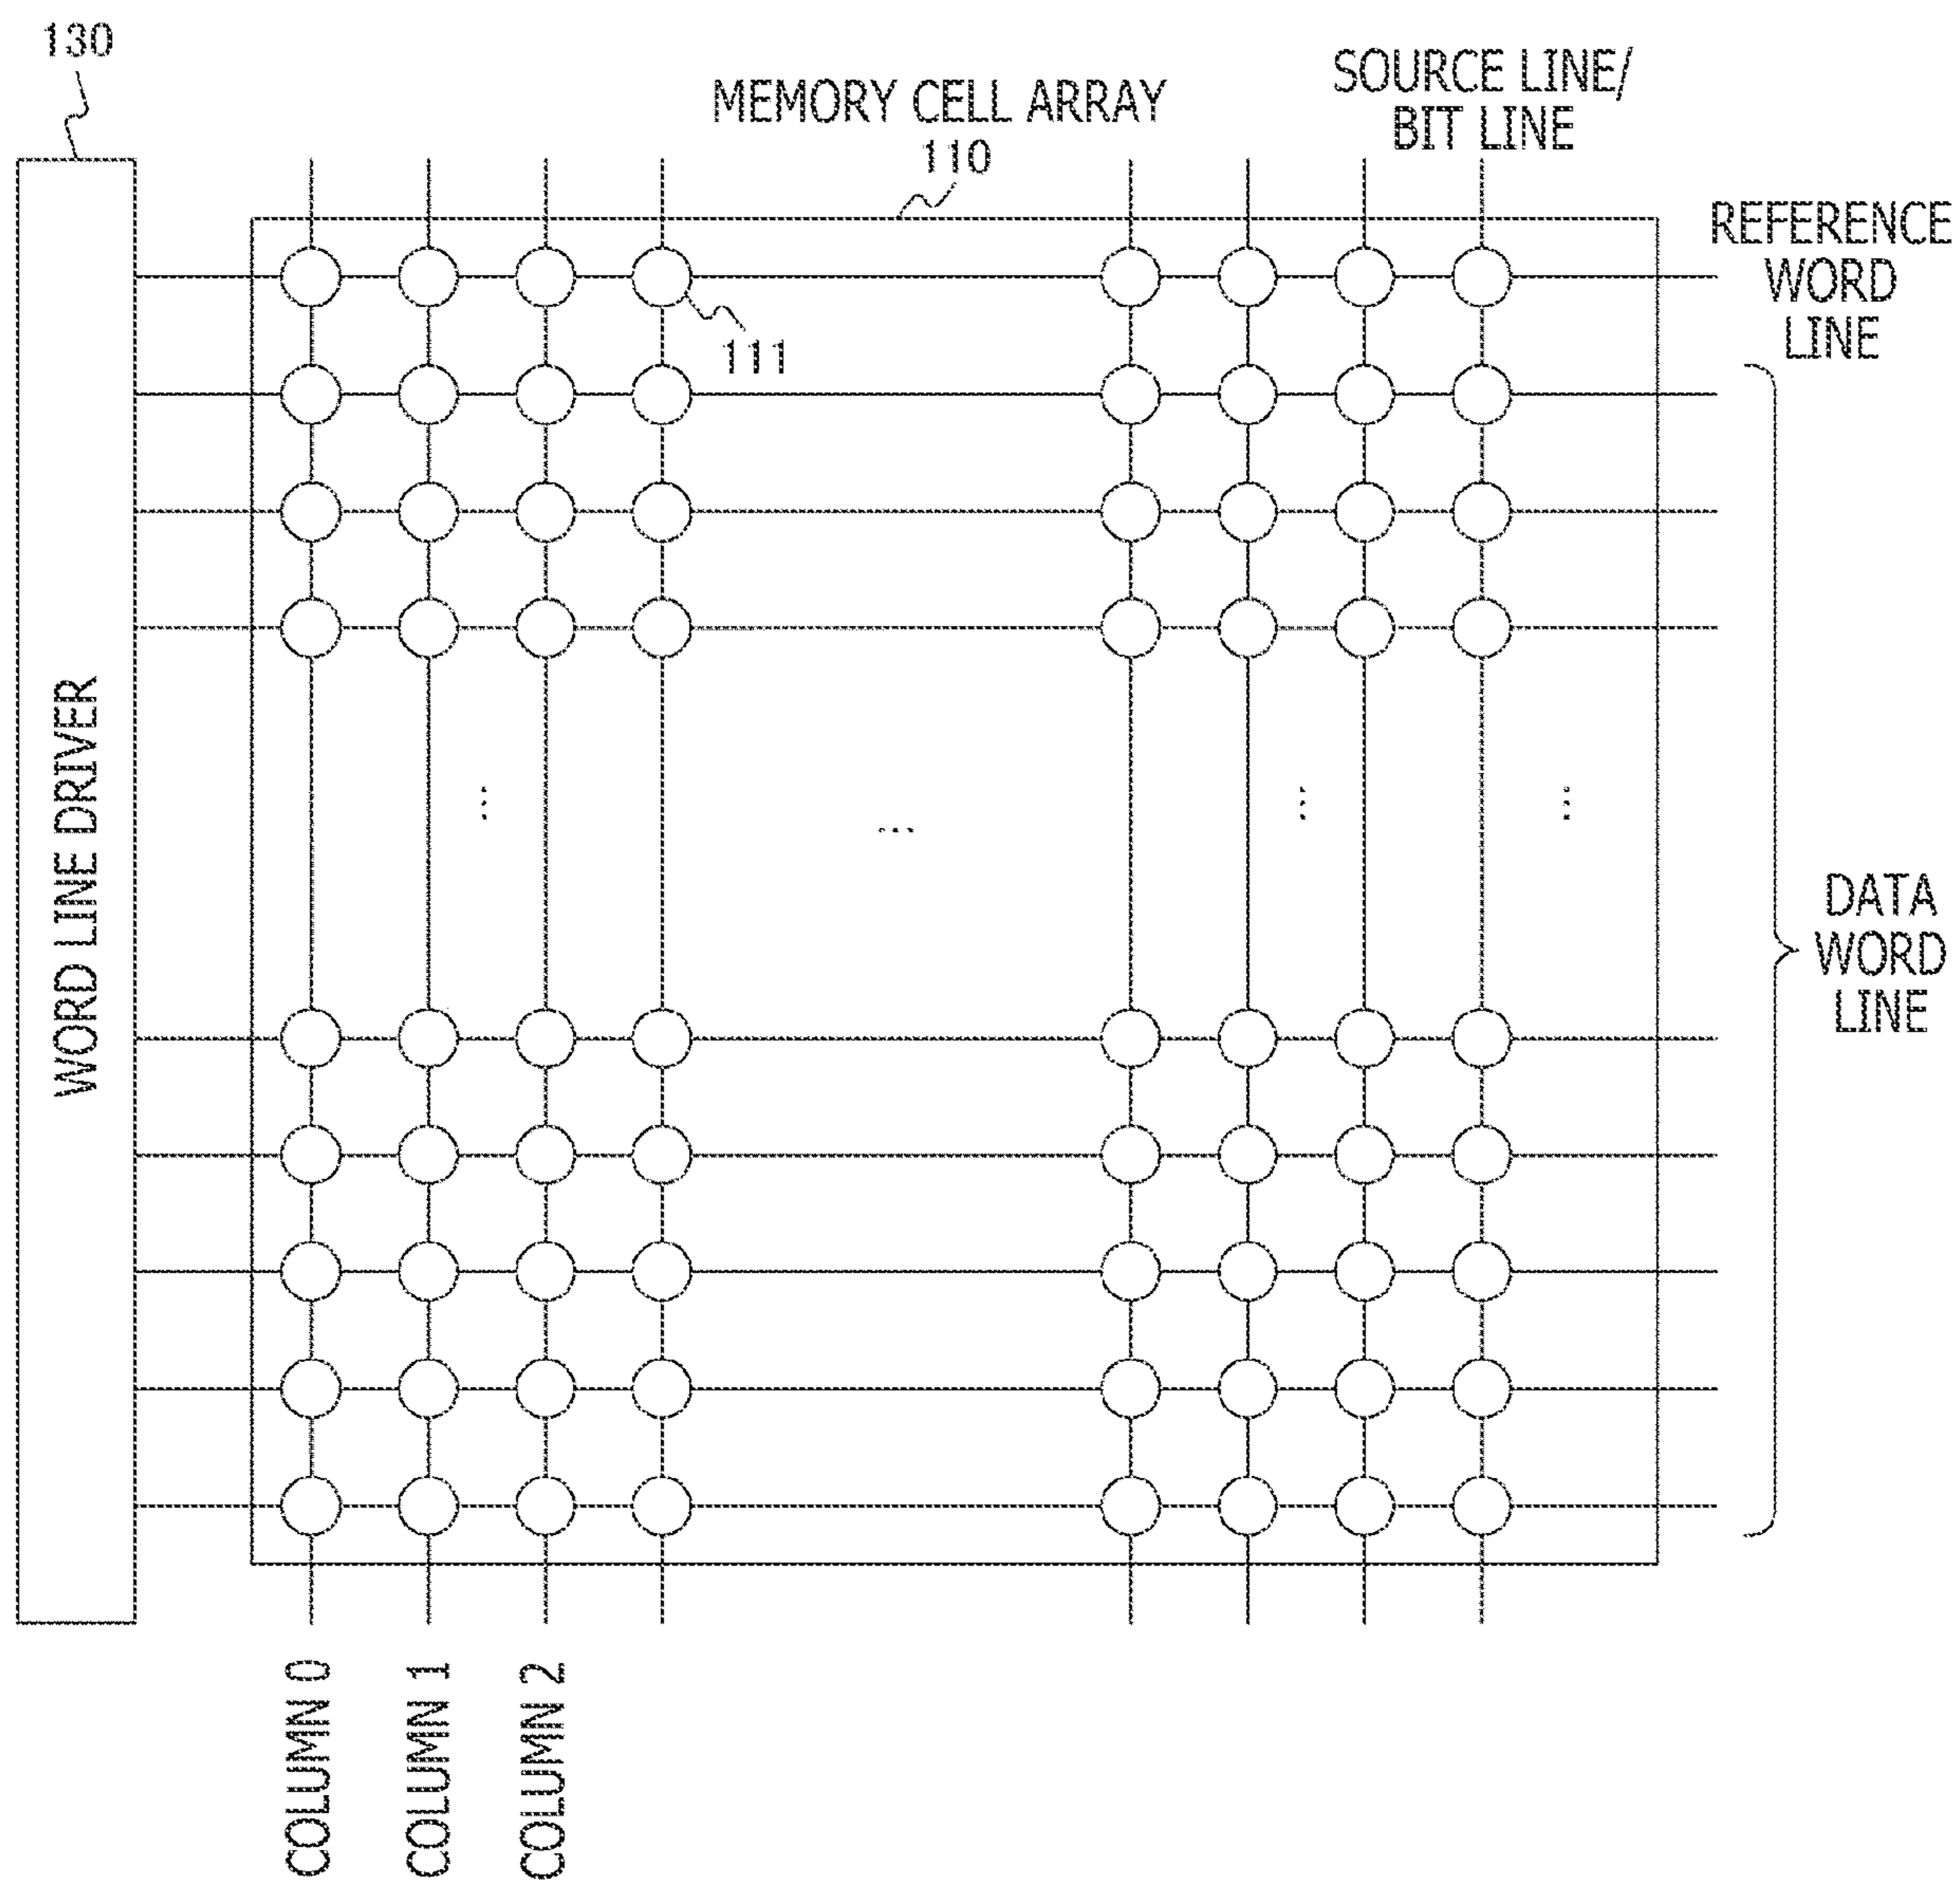 130
MEMORY CELL ARRAY
110
SOURCE LINE/
BIT LINE
REFERENCE
WORD
LINE
111
WORD LINE DRIVER
...
...
...
...
DATA
WORD
LINE
COLUMN 0
COLUMN 1
COLUMN 2